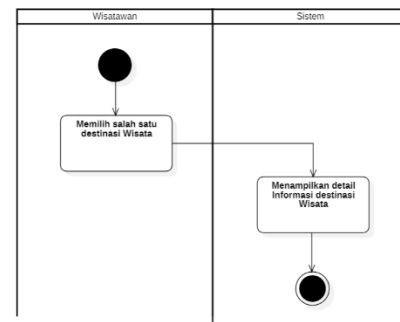 Wisatawan
Sistem
Memilih salah satu
destinasi Wisata
Menampilkan detail
Informasi destinasi
Wisata